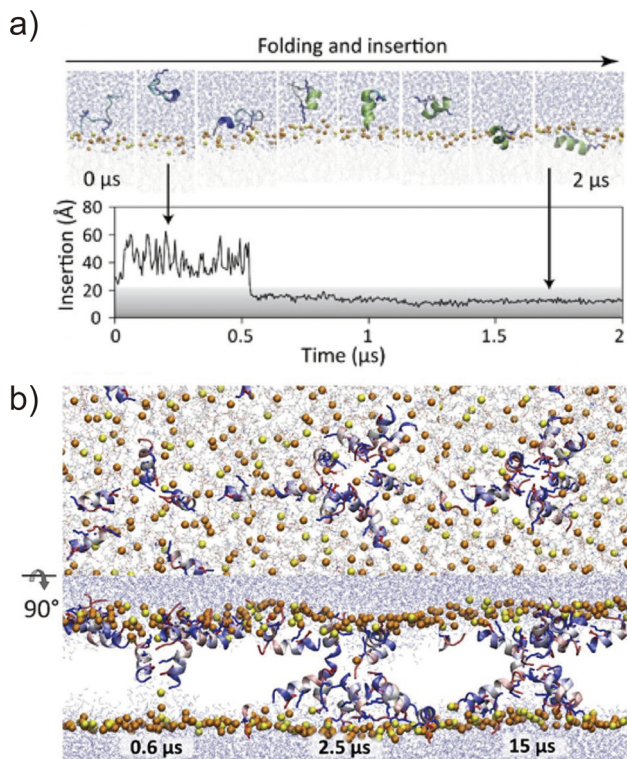 a)
Folding and insertion
0 µs
2 µs
Insertion (Å)
80
60
40
20
0
0 0.5 1 1.5 2
Time (µs)
b)
90°
0.6 µs 2.5 µs 15 µs